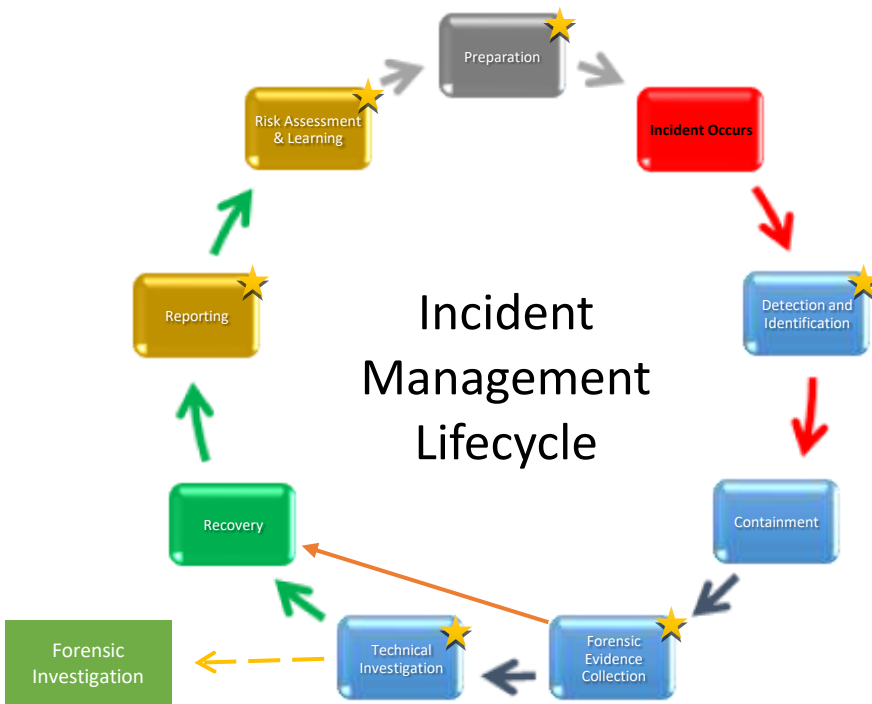 Preparation
Risk Assessment
& Learning
Incident Occurs
Reporting
Incident
Management
Lifecycle
Detection and
Identification
Recovery
Containment
Forensic
Investigation
Technical
Investigation
Forensic
Evidence
Collection